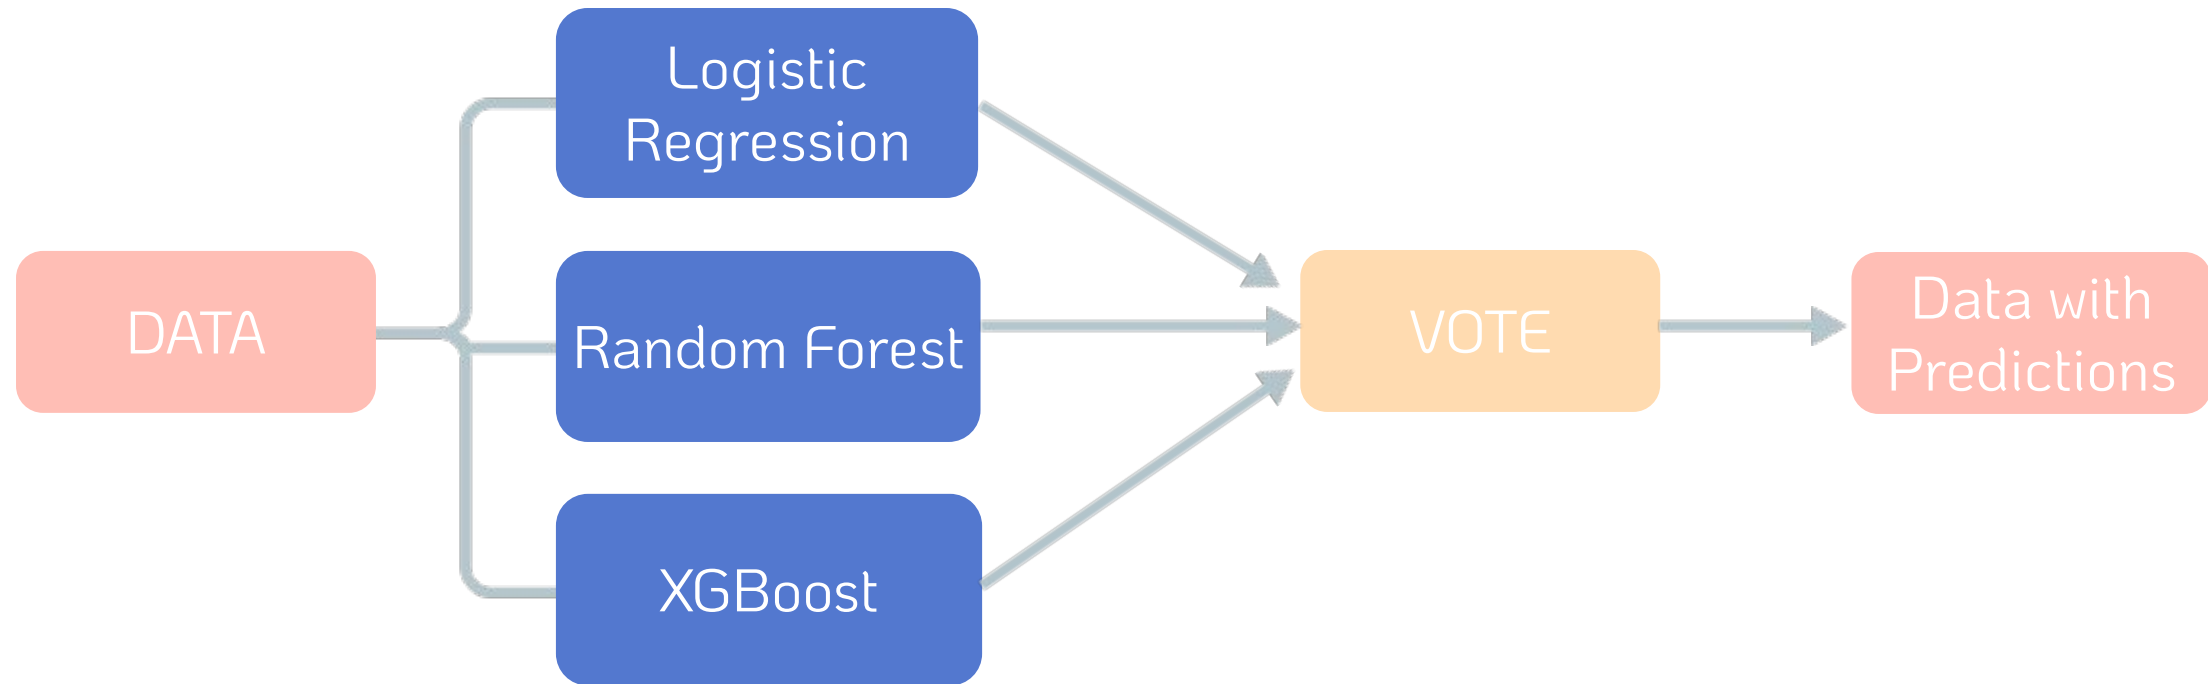 Logistic
Regression
DATA
Random Forest
XGBoost
VOTE
Data with
Predictions